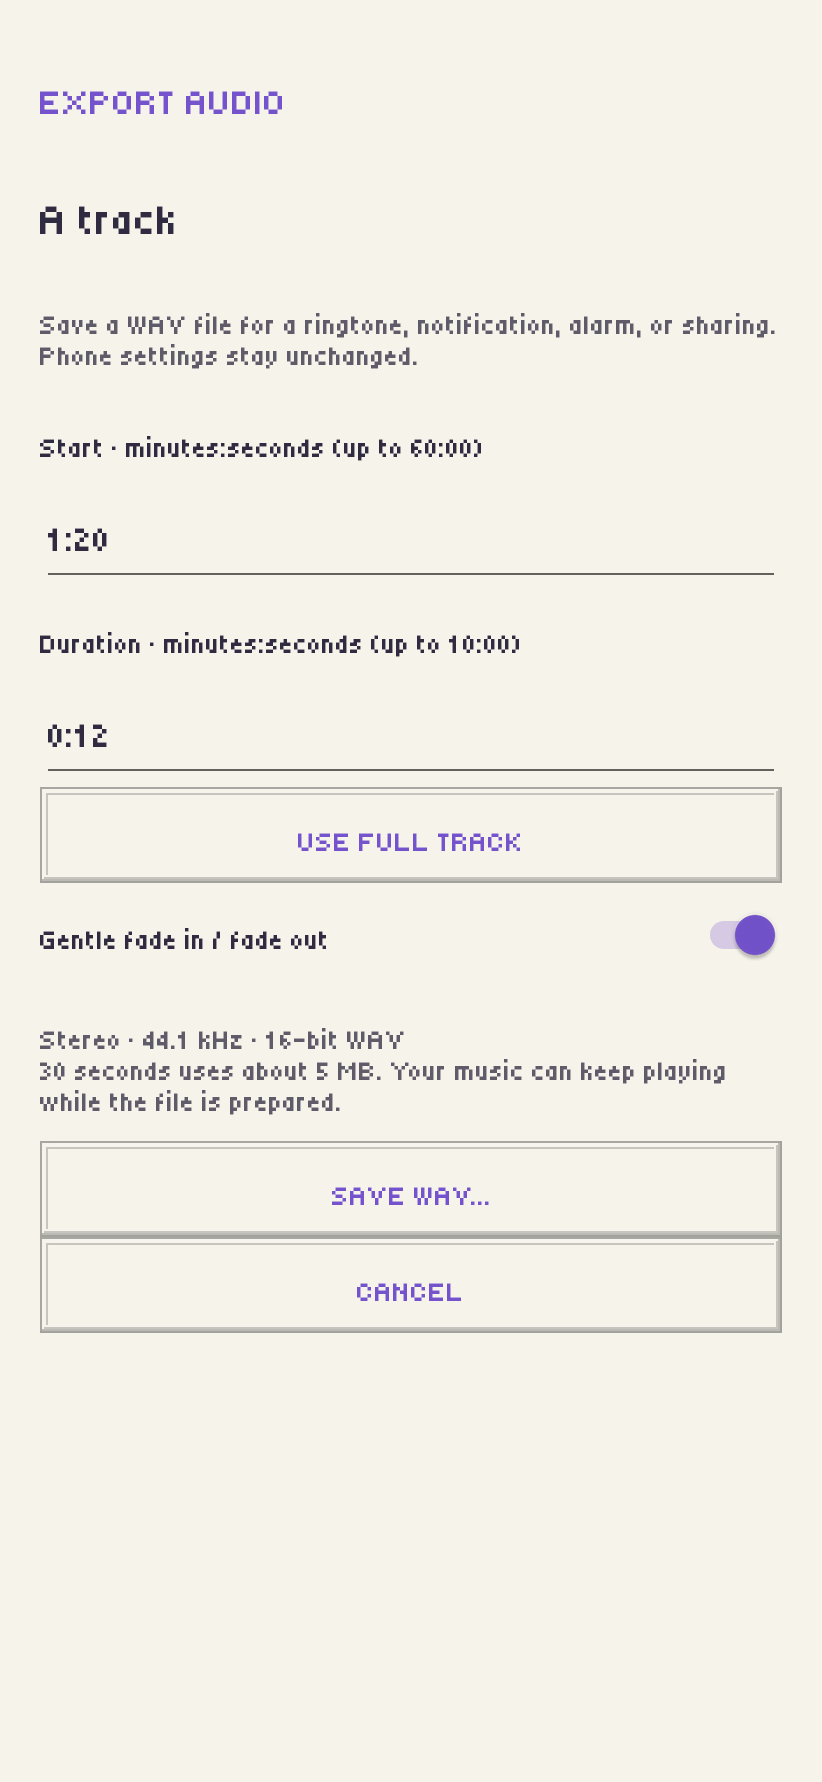 EXPORT AUDIO
A track
Save a WAV file for a ringtone, notification, alarm, or sharing.
Phone settings stay unchanged.
Start · minutes:seconds (up to 60:00)
1:20
Duration · minutes:seconds (up to 10:00)
0:12
USE FULL TRACK
Gentle fade in / fade out
Stereo · 44.1 kHz · 16-bit WAV
30 seconds uses about 5 MB. Your music can keep playing
while the file is prepared.
SAVE WAV...
CANCEL